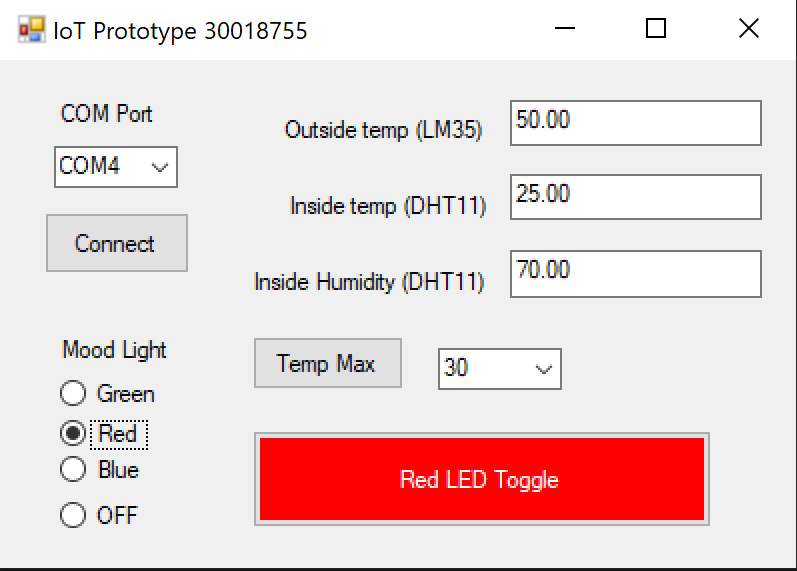 IoT Prototype 30018755
COM Port
COM4
Connect
Outside temp (LM35) 50.00
Inside temp (DHT11) 25.00
Inside Humidity (DHT11) 70.00
Mood Light
Green
Red
Blue
OFF
Temp Max 30
Red LED Toggle